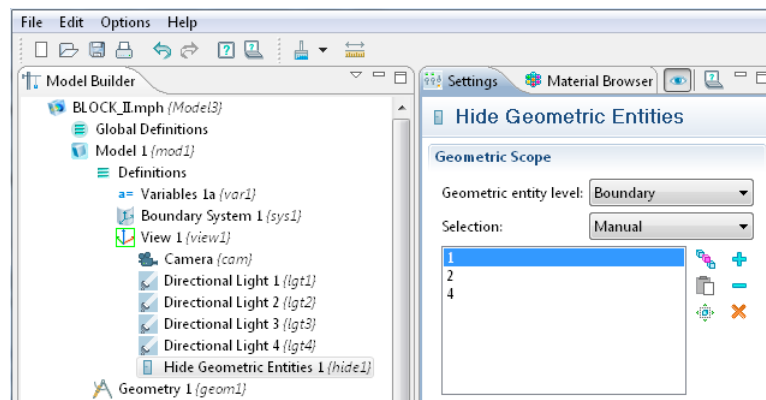 File Edit Options Help
Model Builder
BLOCK_II.mph (Model3)
Global Definitions
Model 1 (mod1)
Definitions
Variables 1a (var1)
Boundary System 1 (sys1)
View 1 (view1)
Camera (cam)
Directional Light 1 (lgt1)
Directional Light 2 (lgt2)
Directional Light 3 (lgt3)
Directional Light 4 (lgt4)
Hide Geometric Entities 1 (hide1)
Geometry 1 (geom1)
Settings Material Browser
Hide Geometric Entities
Geometric Scope
Geometric entity level: Boundary
Selection: Manual
1
2
4